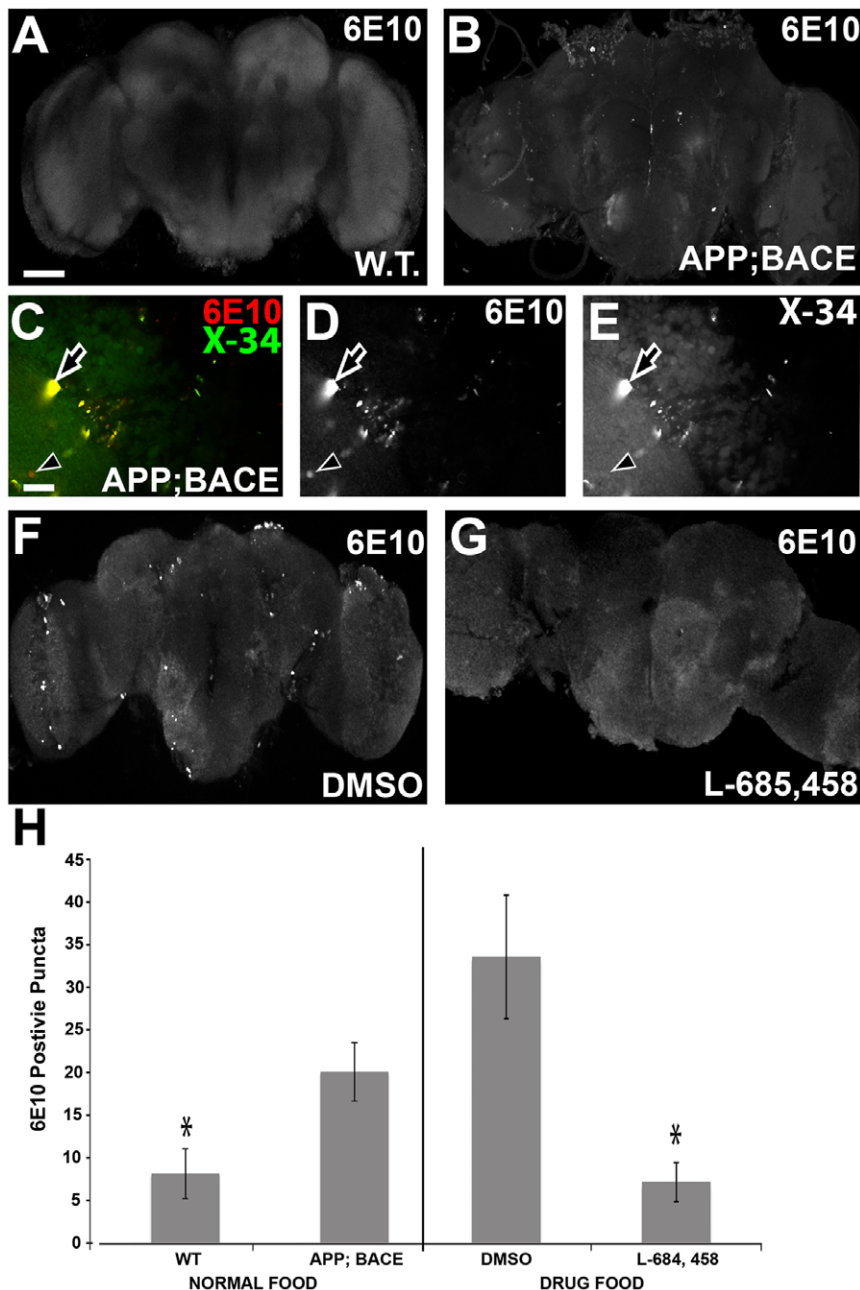 A 6E10
W.T.
B 6E10
APP;BACE
C 6E10
X-34
APP;BACE
D 6E10
E X-34
F 6E10
DMSO
G 6E10
L-685,458
H
6E10 Postivie Puncta
45
40
35
30
25
20
15
10
5
0
*
*
WT APP; BACE DMSO L-684, 458
NORMAL FOOD DRUG FOOD